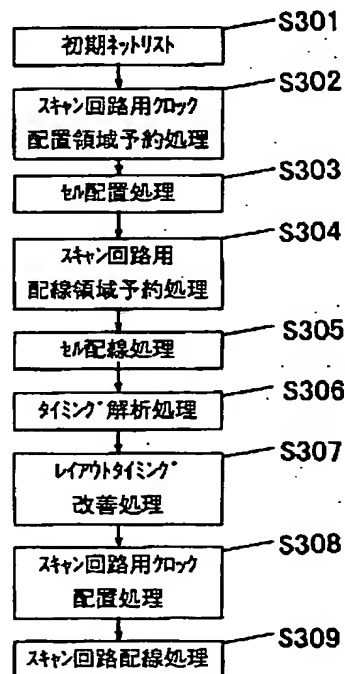 S301
初期ネットリスト
S302
スキャン回路用クロック
配置領域予約処理
S303
セル配置処理
S304
スキャン回路用
配線領域予約処理
S305
セル配線処理
S306
タイミング解析処理
S307
レイアウトタイミング
改善処理
S308
スキャン回路用クロック
配置処理
S309
スキャン回路配線処理